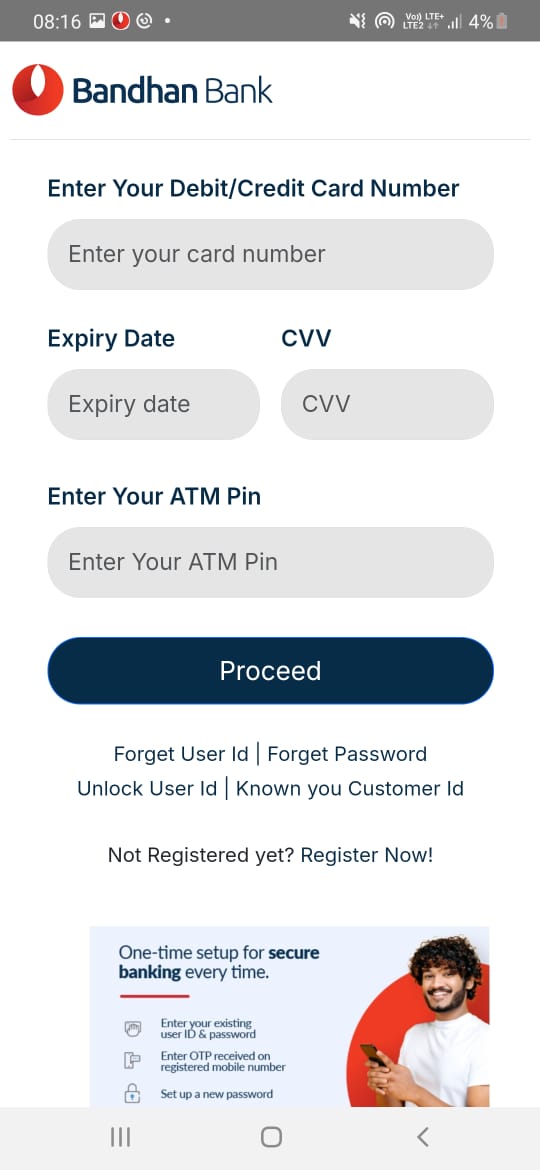 08:16
Vo)) LTE+
LTE2
4%
Bandhan Bank
Enter Your Debit/Credit Card Number
Enter your card number
Expiry Date
CVV
Expiry date
CVV
Enter Your ATM Pin
Enter Your ATM Pin
Proceed
Forget User Id | Forget Password
Unlock User Id | Known you Customer Id
Not Registered yet? Register Now!
One-time setup for secure
banking every time.
Enter your existing
user ID & password
Enter OTP received on
registered mobile number
Set up a new password